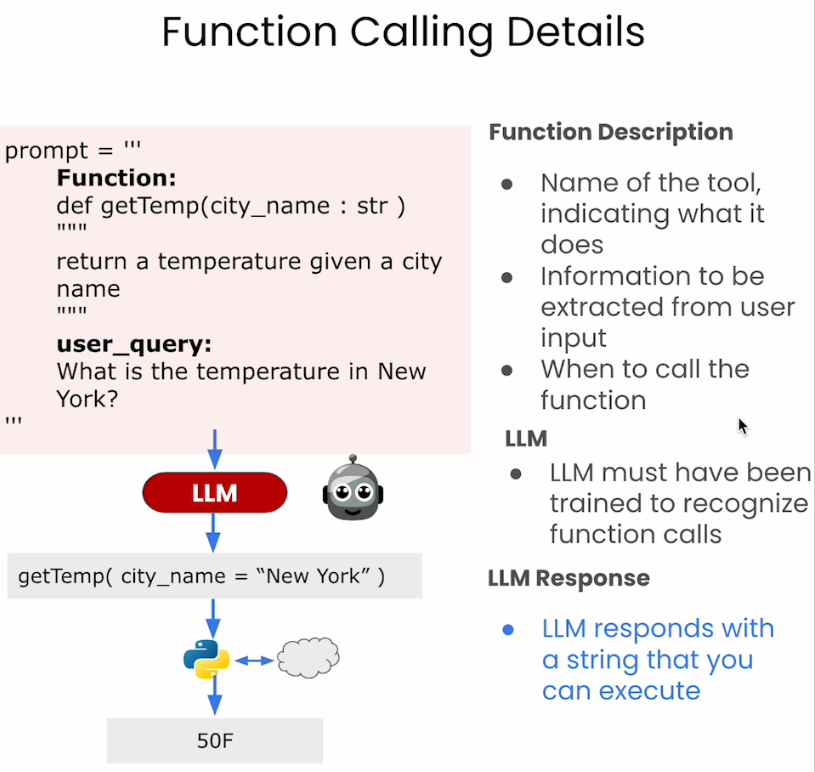 Function Calling Details
prompt = '''
Function:
def getTemp(city_name : str )
"""
return a temperature given a city
name
"""
user_query:
What is the temperature in New
York?
'''
LLM
getTemp( city_name = “New York” )
50F
Function Description
● Name of the tool,
indicating what it
does
● Information to be
extracted from user
input
● When to call the
function
LLM
● LLM must have been
trained to recognize
function calls
LLM Response
● LLM responds with
a string that you
can execute